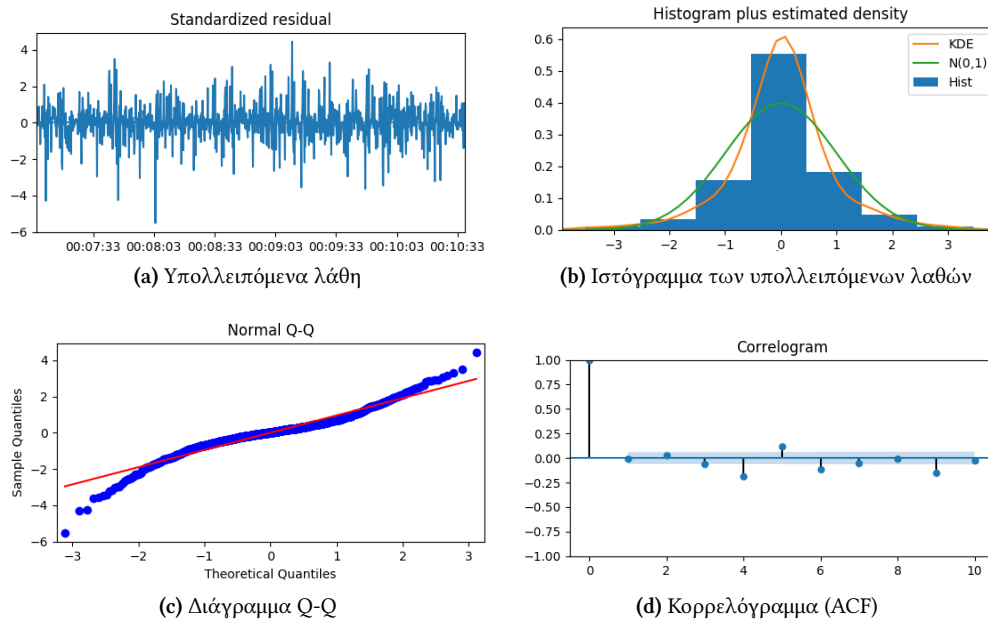 Standardized residual
4
2
0
−2
−4
−6
00:07:33 00:08:03 00:08:33 00:09:03 00:09:33 00:10:03 00:10:33
(a) Υπολλειπόμενα λάθη
Histogram plus estimated density
KDE
N(0,1)
Hist
0.6
0.5
0.4
0.3
0.2
0.1
0.0
−3 −2 −1 0 1 2 3
(b) Ιστόγραμμα των υπολλειπόμενων λαθών
Normal Q-Q
Sample Quantiles
4
2
0
−2
−4
−6
−3 −2 −1 0 1 2 3
Theoretical Quantiles
(c) Διάγραμμα Q-Q
Correlogram
1.00
0.75
0.50
0.25
0.00
−0.25
−0.50
−0.75
−1.00
0 2 4 6 8 10
(d) Κορρελόγραμμα (ACF)